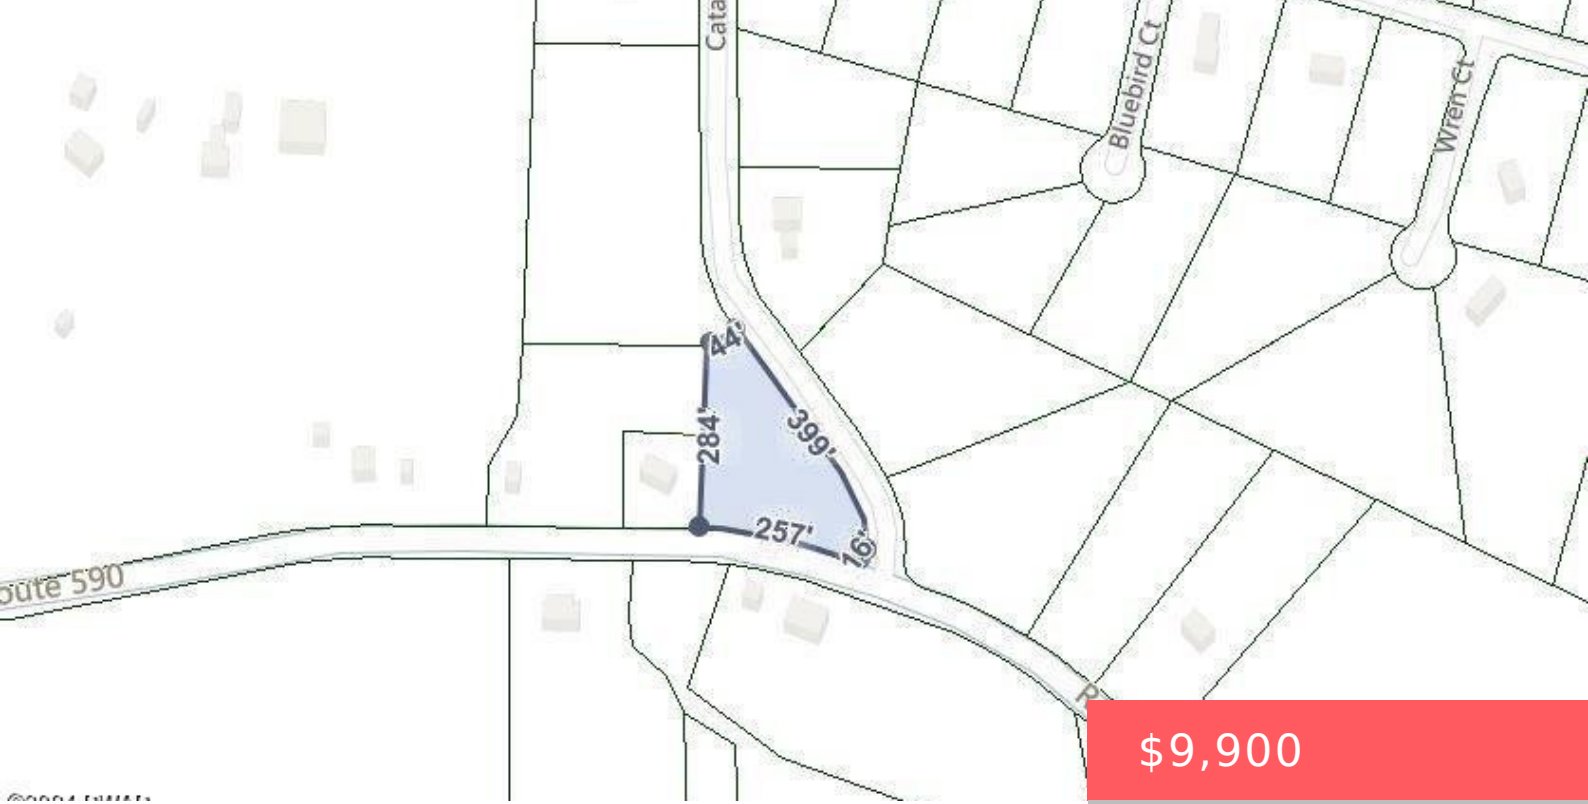 Cata
Bluebird Ct
Wren Ct
44'
399'
284'
257'
16'
oute 590
R
$9,900